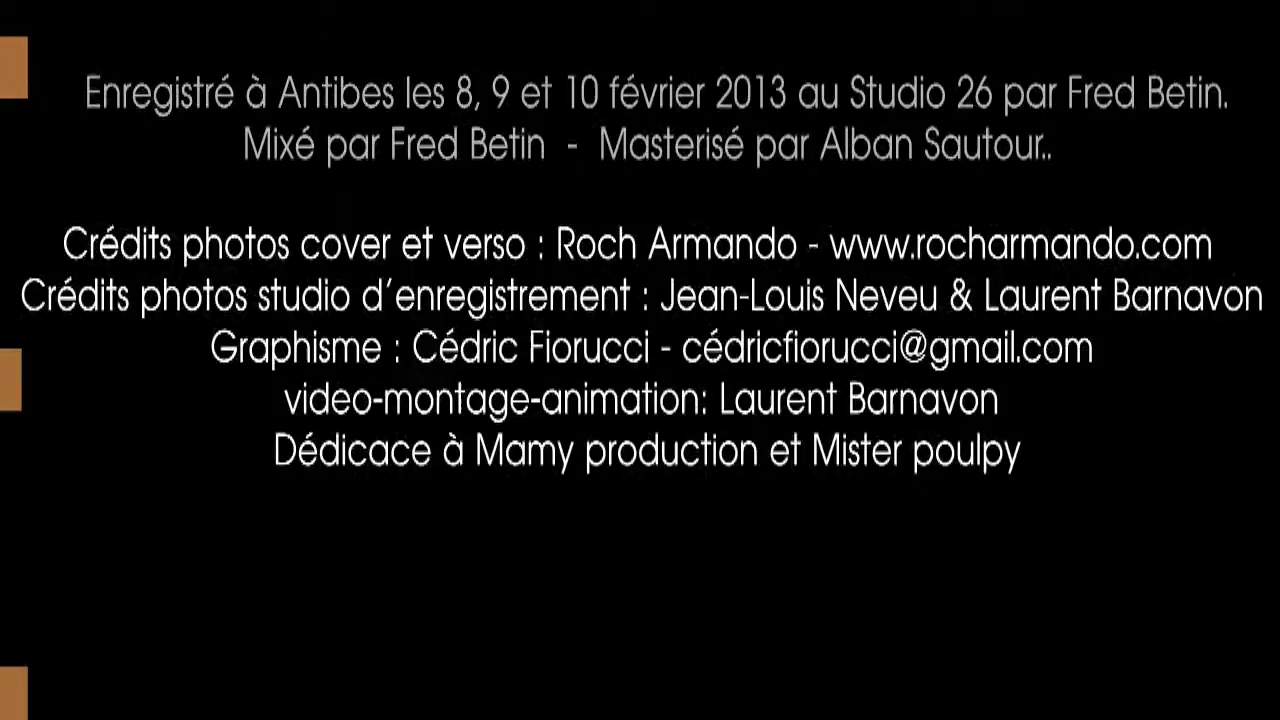 Enregistré à Antibes les 8, 9 et 10 février 2013 au Studio 26 par Fred Betin.
Mixé par Fred Betin - Masterisé par Alban Sautour..
Crédits photos cover et verso : Roch Armando - www.rocharmando.com
Crédits photos studio d’enregistrement : Jean-Louis Neveu & Laurent Barnavon
Graphisme : Cédric Fiorucci - cédricfiorucci@gmail.com
video-montage-animation: Laurent Barnavon
Dédicace à Mamy production et Mister poulpy